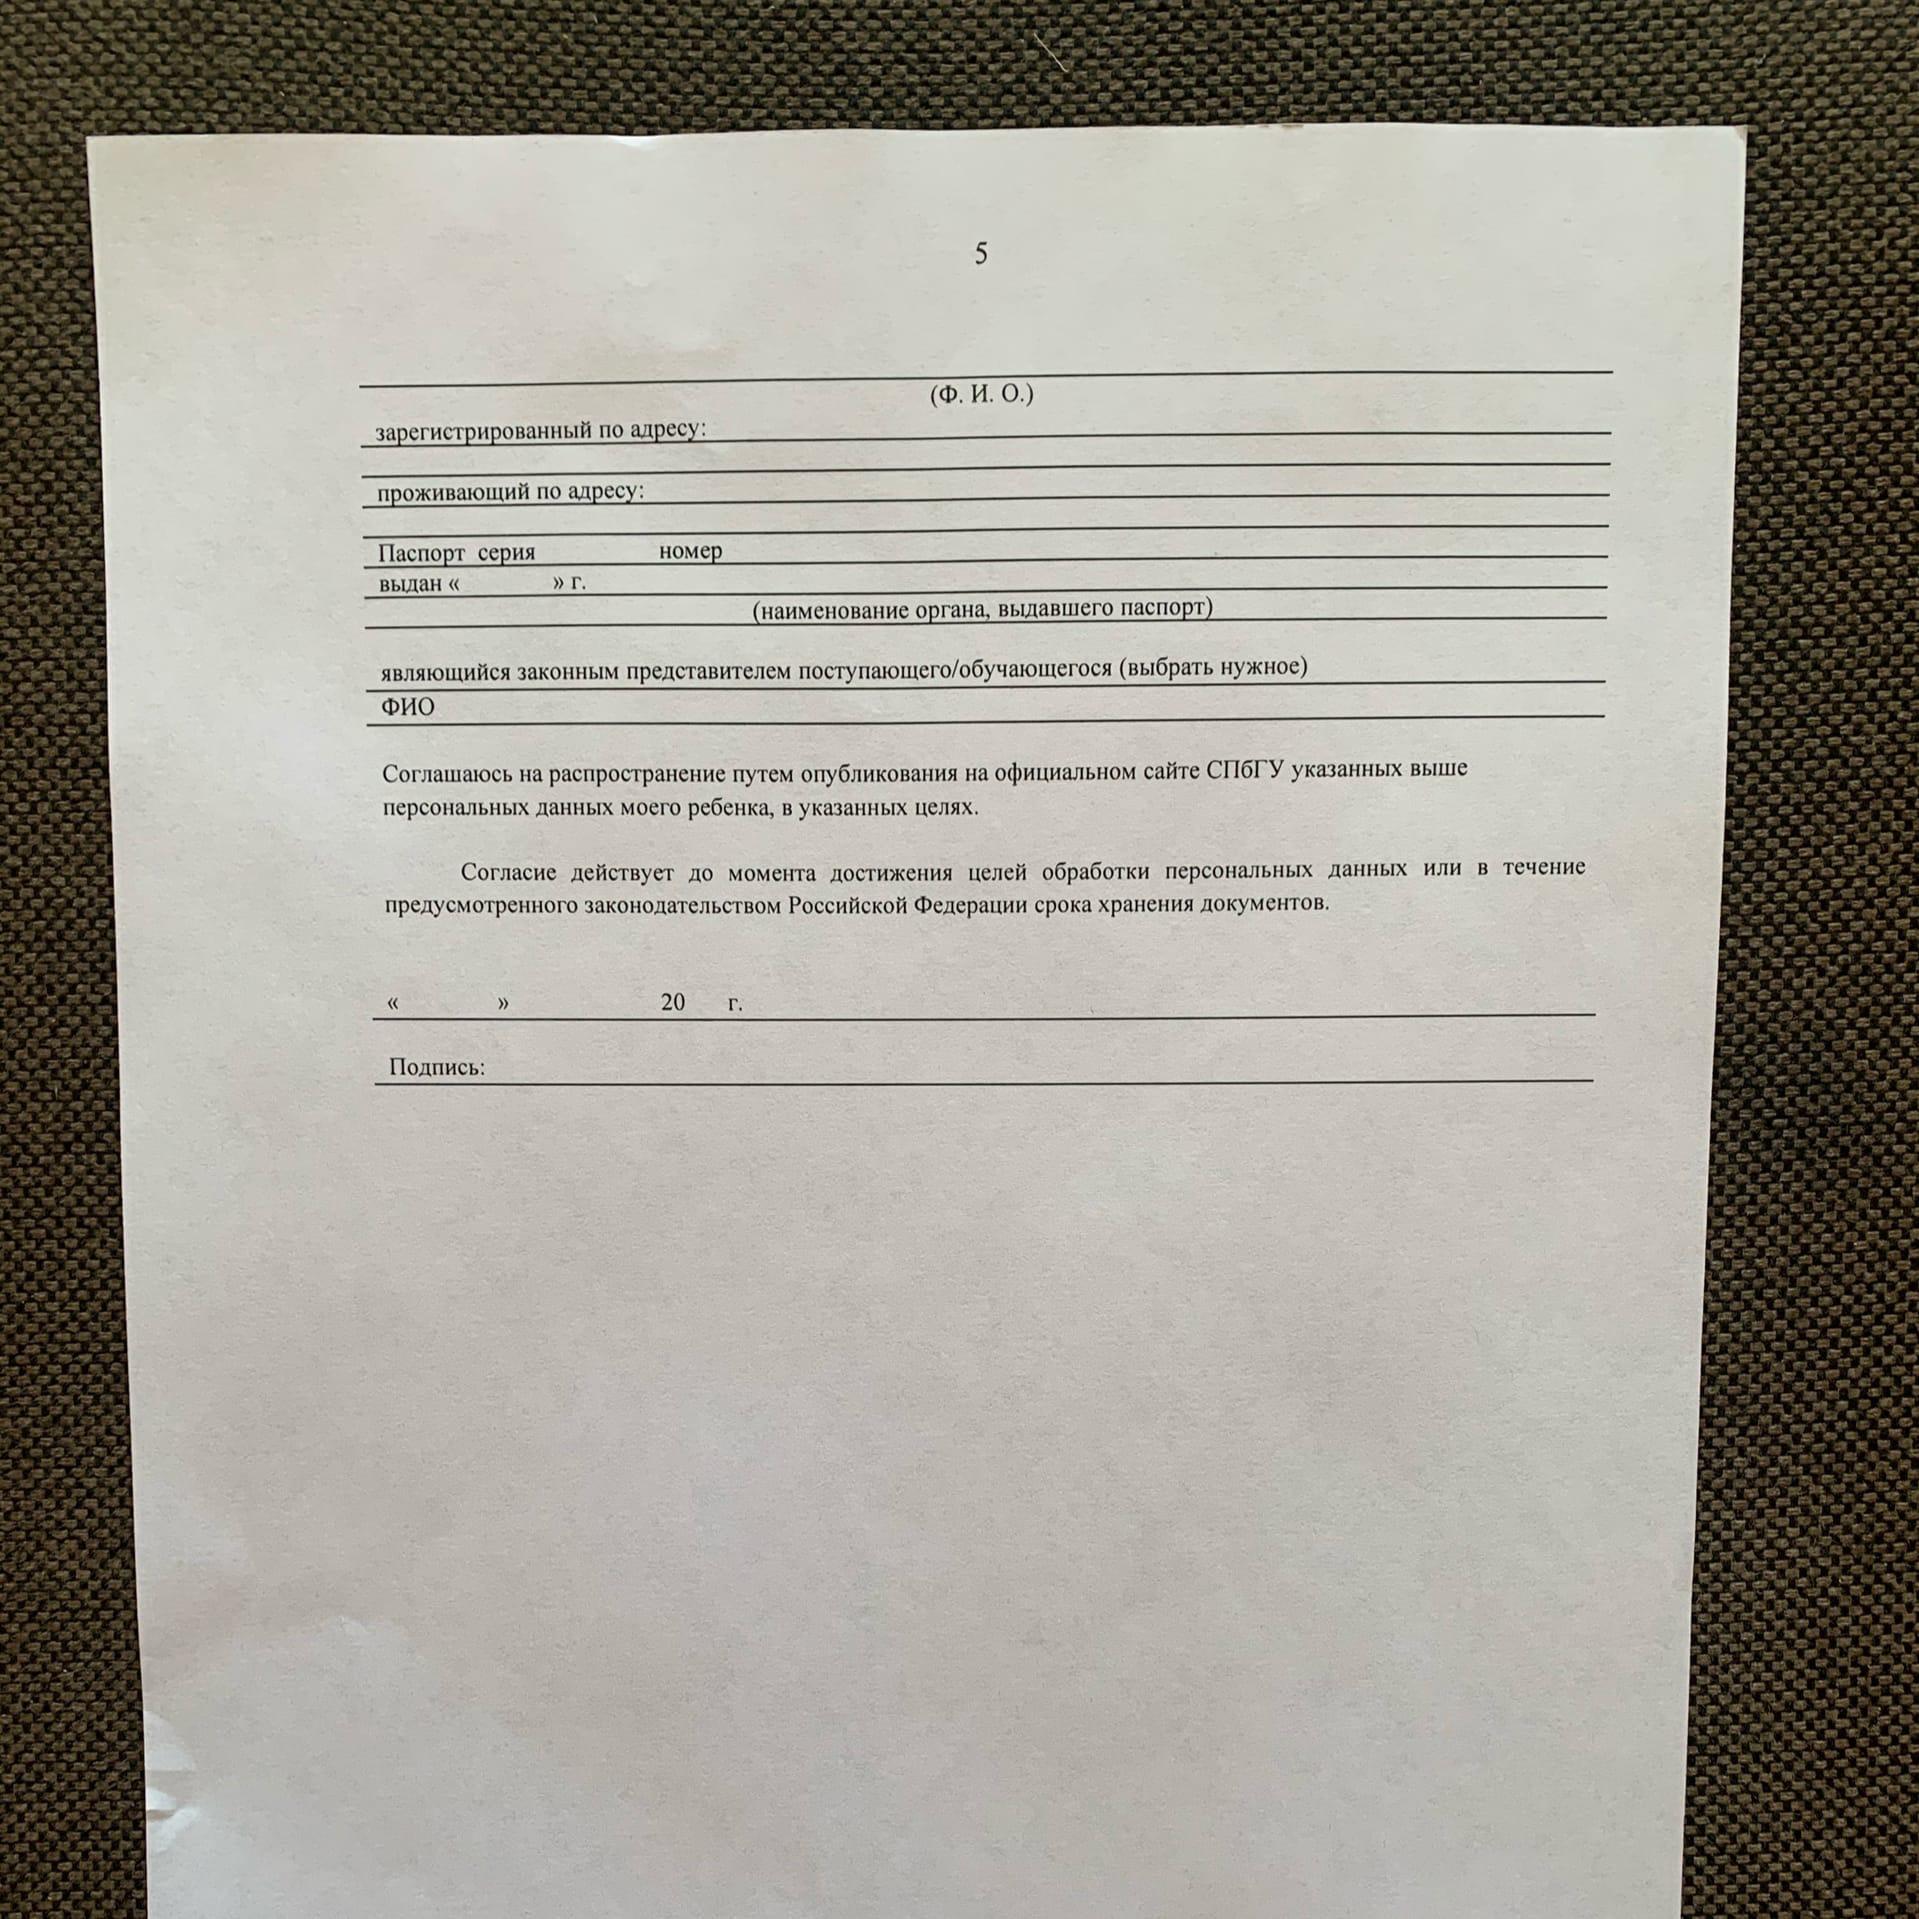 5
(Ф. И. О.)
зарегистрированный по адресу:
проживающий по адресу:
Паспорт серия номер
выдан « » г.
(наименование органа, выдавшего паспорт)
являющийся законным представителем поступающего/обучающегося (выбрать нужное)
ФИО
Соглашаюсь на распространение путем опубликования на официальном сайте СПбГУ указанных выше
персональных данных моего ребенка, в указанных целях.
Согласие действует до момента достижения целей обработки персональных данных или в течение
предусмотренного законодательством Российской Федерации срока хранения документов.
« » 20 г.
Подпись: